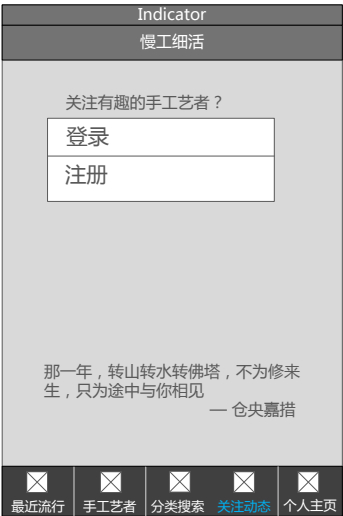 Indicator
慢工细活
关注有趣的手工艺者？
登录
注册
那一年，转山转水转佛塔，不为修来
生，只为途中与你相见
— 仓央嘉措
最近流行 手工艺者 分类搜索 关注动态 个人主页